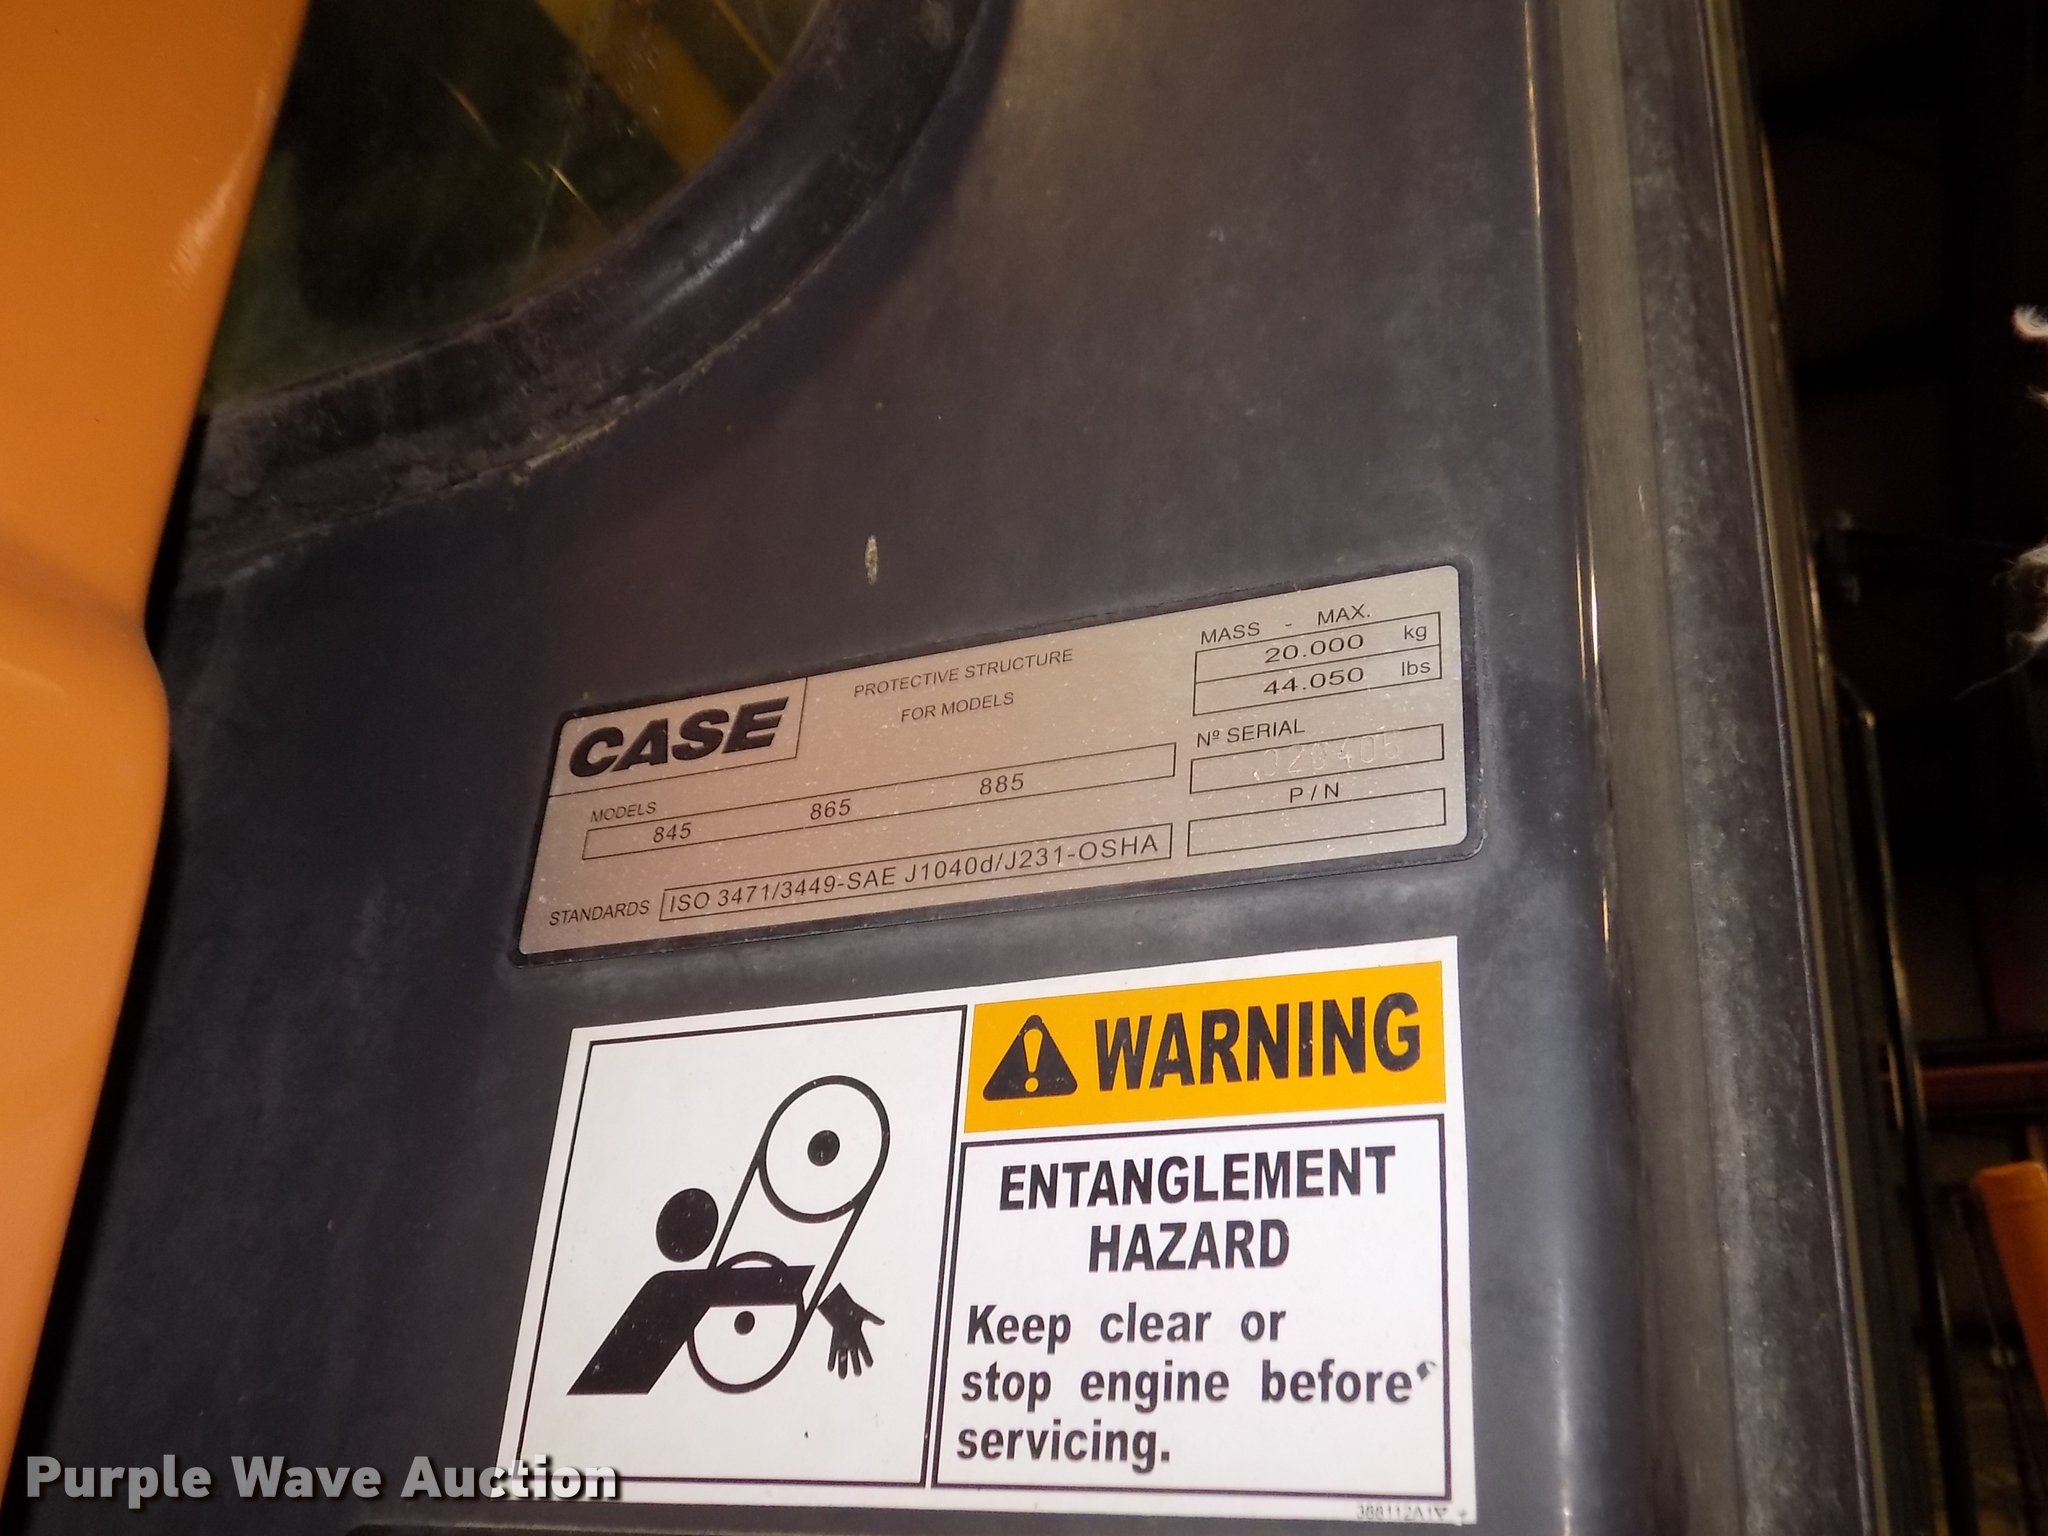 CASE
PROTECTIVE STRUCTURE
FOR MODELS
MASS - MAX.
20.000 kg
44.050 lbs
MODELS
845 865 885
Nº SERIAL
P / N
STANDARDS ISO 3471/3449-SAE J1040d/J231-OSHA
WARNING
ENTANGLEMENT
HAZARD
Keep clear or
stop engine before
servicing.
Purple Wave Auction